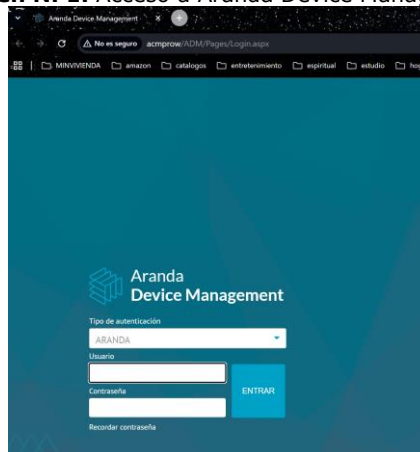 Acceso a Aranda Device Mana
Aranda Device Management
No es seguro acmprow/ADM/Pages/Login.aspx
MINVIVIENDA amazon catalogos entretenimiento espiritual estudio
Aranda
Device Management
Tipo de autenticación
ARANDA
Usuario
Contraseña
ENTRAR
Recordar contraseña